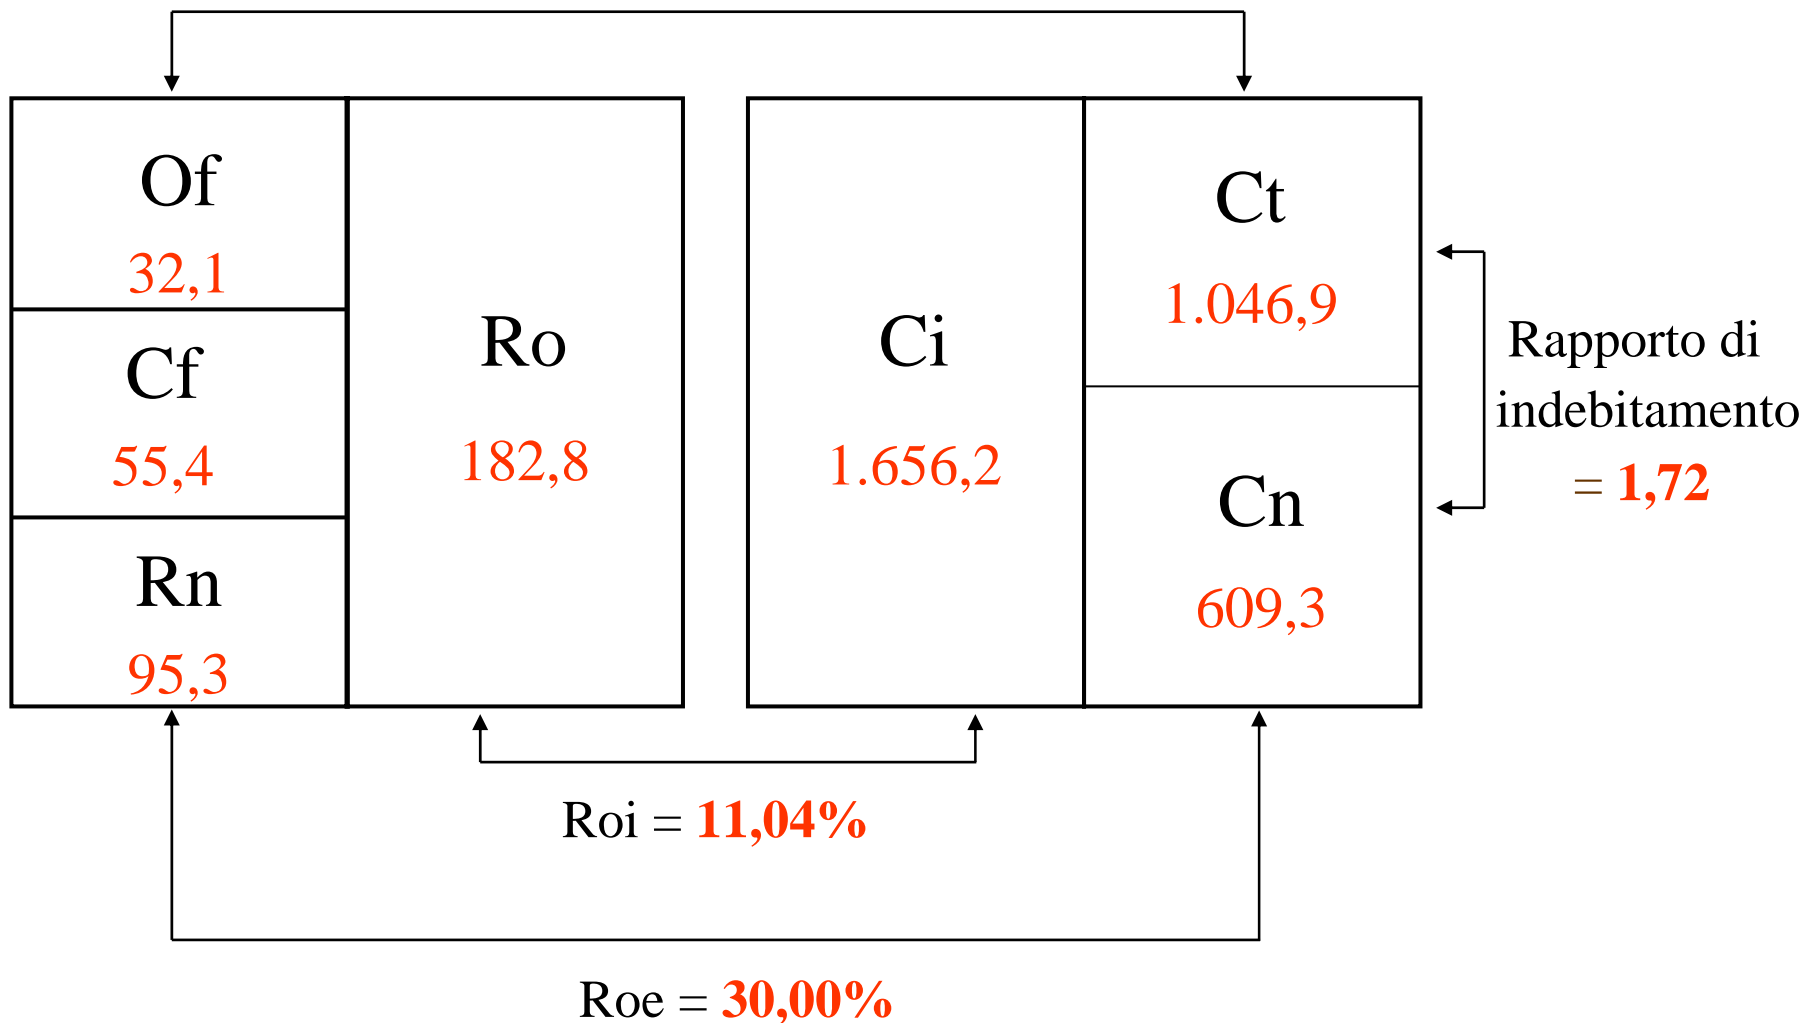 Of
32,1
Cf
55,4
Rn
95,3
Ro
182,8
Ci
1.656,2
Ct
1.046,9
Cn
609,3
Rapporto di
indebitamento
= 1,72
Roi = 11,04%
Roe = 30,00%